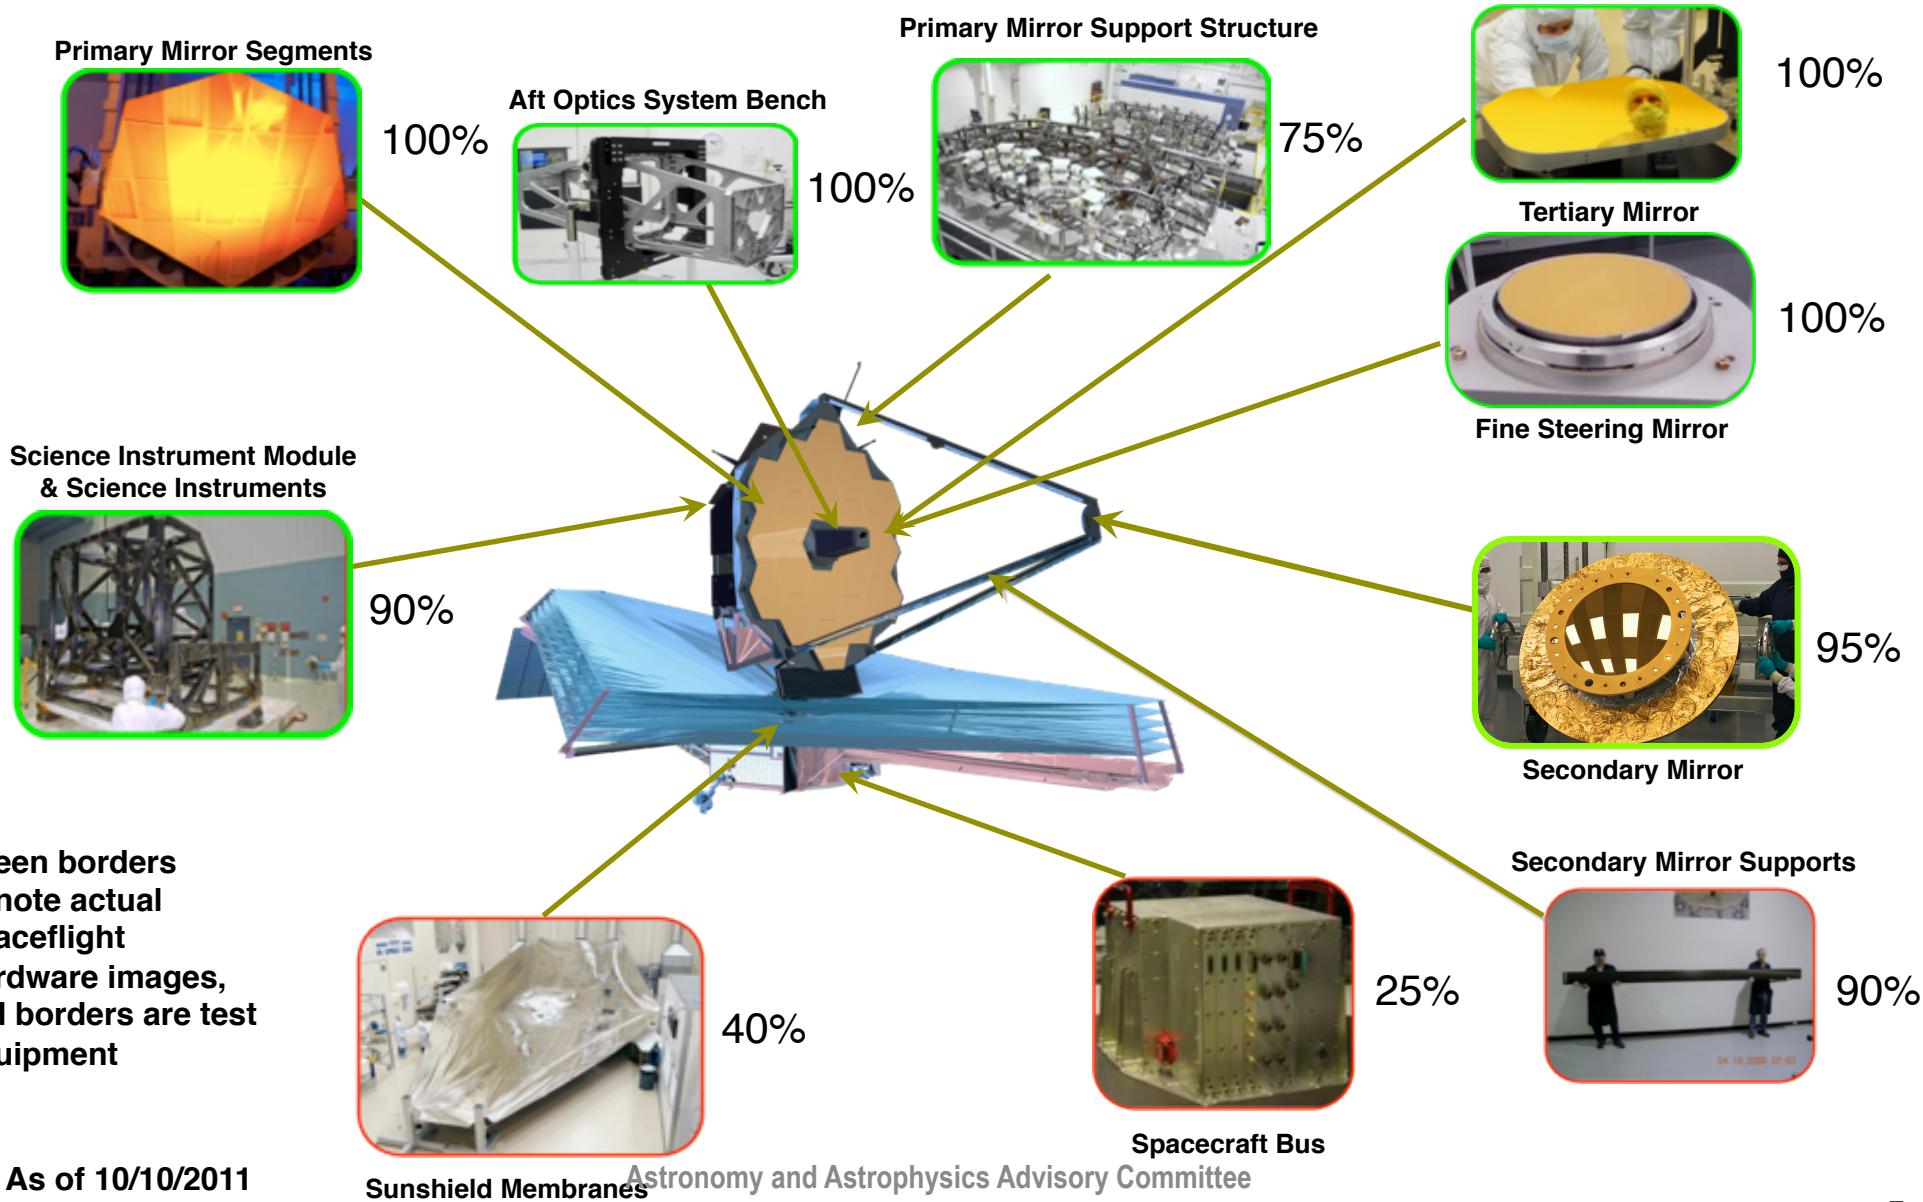 Primary Mirror Segments
100%
Aft Optics System Bench
100%
Primary Mirror Support Structure
75%
100%
Tertiary Mirror
100%
Fine Steering Mirror
Science Instrument Module
& Science Instruments
90%
95%
Secondary Mirror
Secondary Mirror Supports
90%
04 19 2009
25%
Spacecraft Bus
40%
Sunshield Membranes
een borders
note actual
aceflight
rdware images,
d borders are test
uipment
As of 10/10/2011
Astronomy and Astrophysics Advisory Committee